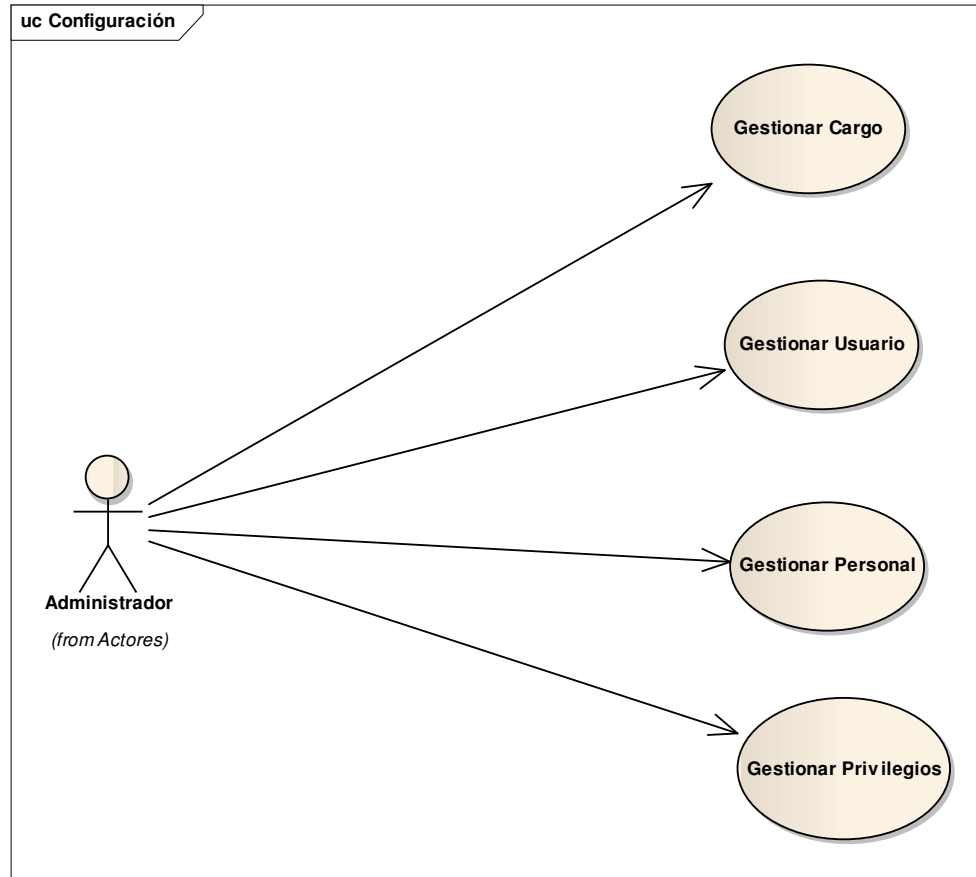 uc Configuración
Gestionar Cargo
Gestionar Usuario
Gestionar Personal
Gestionar Privilegios
Administrador
(from Actores)